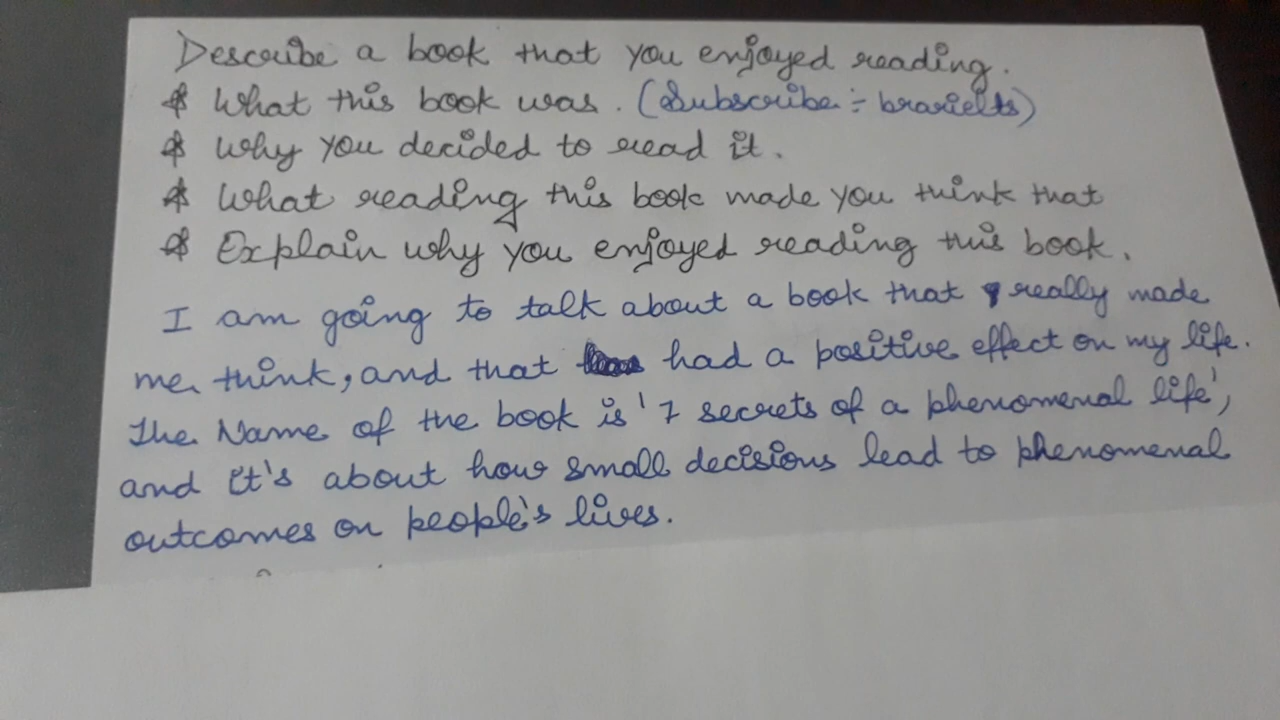 Describe a book that you enjoyed reading.
* What this book was. (Subscribe :- bravielts)
* Why you decided to read it.
* What reading this book made you think that
* Explain why you enjoyed reading this book.
I am going to talk about a book that really made
me think, and that had a positive effect on my life.
The Name of the book is '7 secrets of a phenomenal life',
and it's about how small decisions lead to phenomenal
outcomes on people's lives.